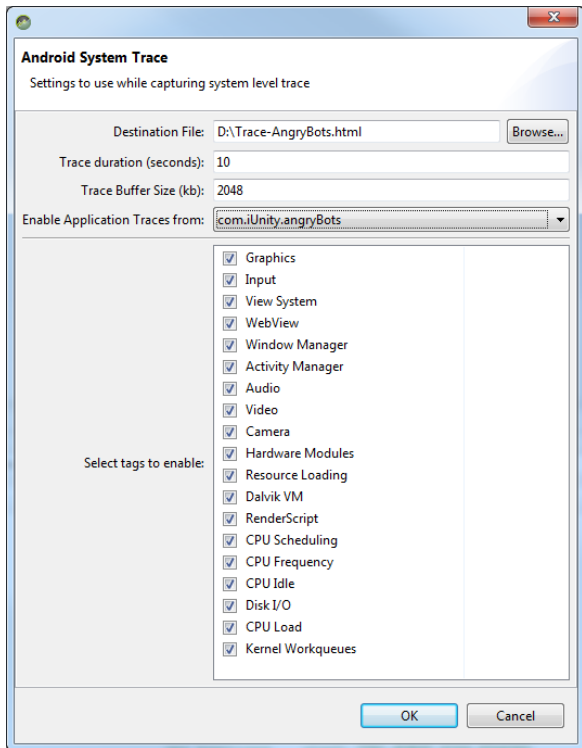 Android System Trace
Settings to use while capturing system level trace
Destination File: D:\Trace-AngryBots.html Browse...
Trace duration (seconds): 10
Trace Buffer Size (kb): 2048
Enable Application Traces from: com.iUnity.angryBots
Select tags to enable:
Graphics
Input
View System
WebView
Window Manager
Activity Manager
Audio
Video
Camera
Hardware Modules
Resource Loading
Dalvik VM
RenderScript
CPU Scheduling
CPU Frequency
CPU Idle
Disk I/O
CPU Load
Kernel Workqueues
OK Cancel